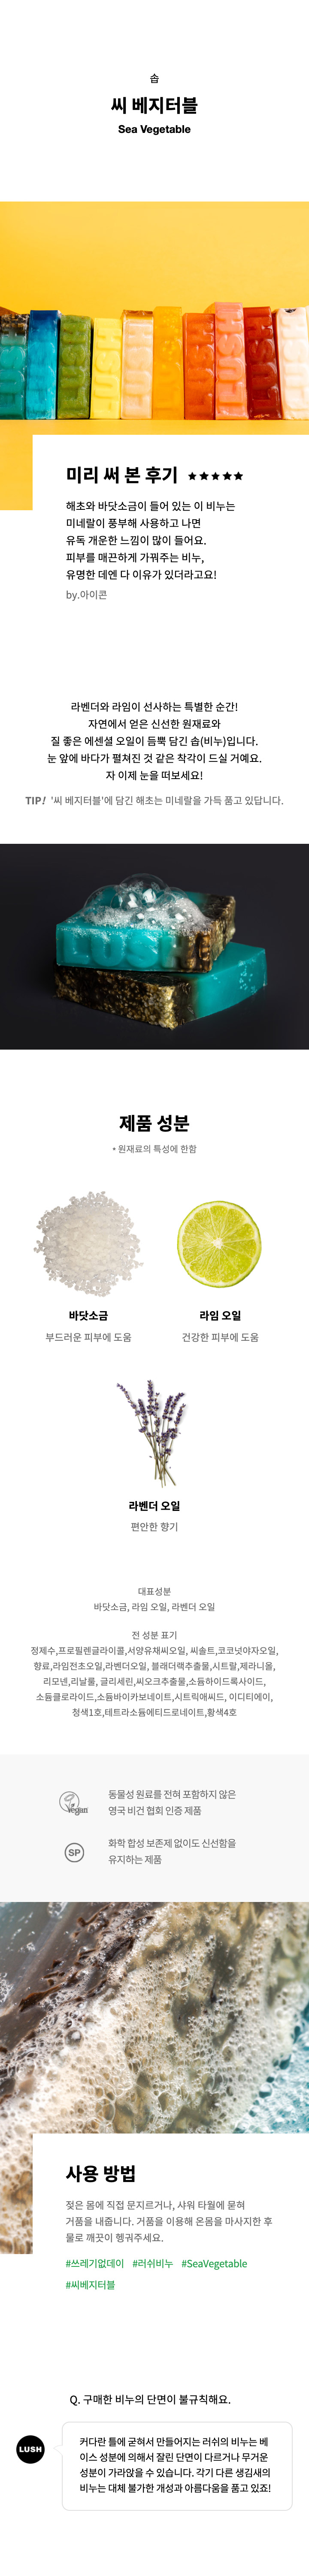 솝
씨 베지터블
Sea Vegetable
미리 써 본 후기 ★★★★★
해초와 바닷소금이 들어 있는 이 비누는
미네랄이 풍부해 사용하고 나면
유독 개운한 느낌이 많이 들어요.
피부를 매끈하게 가꿔주는 비누,
유명한 데엔 다 이유가 있더라고요!
by.아이콘
라벤더와 라임이 선사하는 특별한 순간!
자연에서 얻은 신선한 원재료와
질 좋은 에센셜 오일이 듬뿍 담긴 솝(비누)입니다.
눈 앞에 바다가 펼쳐진 것 같은 착각이 드실 거예요.
자 이제 눈을 떠보세요!
TIP! '씨 베지터블'에 담긴 해초는 미네랄을 가득 품고 있답니다.
제품 성분
* 원재료의 특성에 한함
바닷소금
부드러운 피부에 도움
라임 오일
건강한 피부에 도움
라벤더 오일
편안한 향기
대표성분
바닷소금, 라임 오일, 라벤더 오일
전 성분 표기
정제수,프로필렌글라이콜,서양유채씨오일, 씨솔트,코코넛야자오일,
향료,라임전초오일,라벤더오일, 블래더랙추출물,시트랄,제라니올,
리모넨,리날룰, 글리세린,씨오크추출물,소듐하이드록사이드,
소듐클로라이드,소듐바이카보네이트,시트릭애씨드, 이디티에이,
청색1호,테트라소듐에티드로네이트,황색4호
Vegan
동물성 원료를 전혀 포함하지 않은
영국 비건 협회 인증 제품
SP
화학 합성 보존제 없이도 신선함을
유지하는 제품
사용 방법
젖은 몸에 직접 문지르거나, 샤워 타월에 묻혀
거품을 내줍니다. 거품을 이용해 온몸을 마사지한 후
물로 깨끗이 헹궈주세요.
#쓰레기없데이 #러쉬비누 #SeaVegetable
#씨베지터블
Q. 구매한 비누의 단면이 불규칙해요.
LUSH
커다란 틀에 굳혀서 만들어지는 러쉬의 비누는 베
이스 성분에 의해서 잘린 단면이 다르거나 무거운
성분이 가라앉을 수 있습니다. 각기 다른 생김새의
비누는 대체 불가한 개성과 아름다움을 품고 있죠!